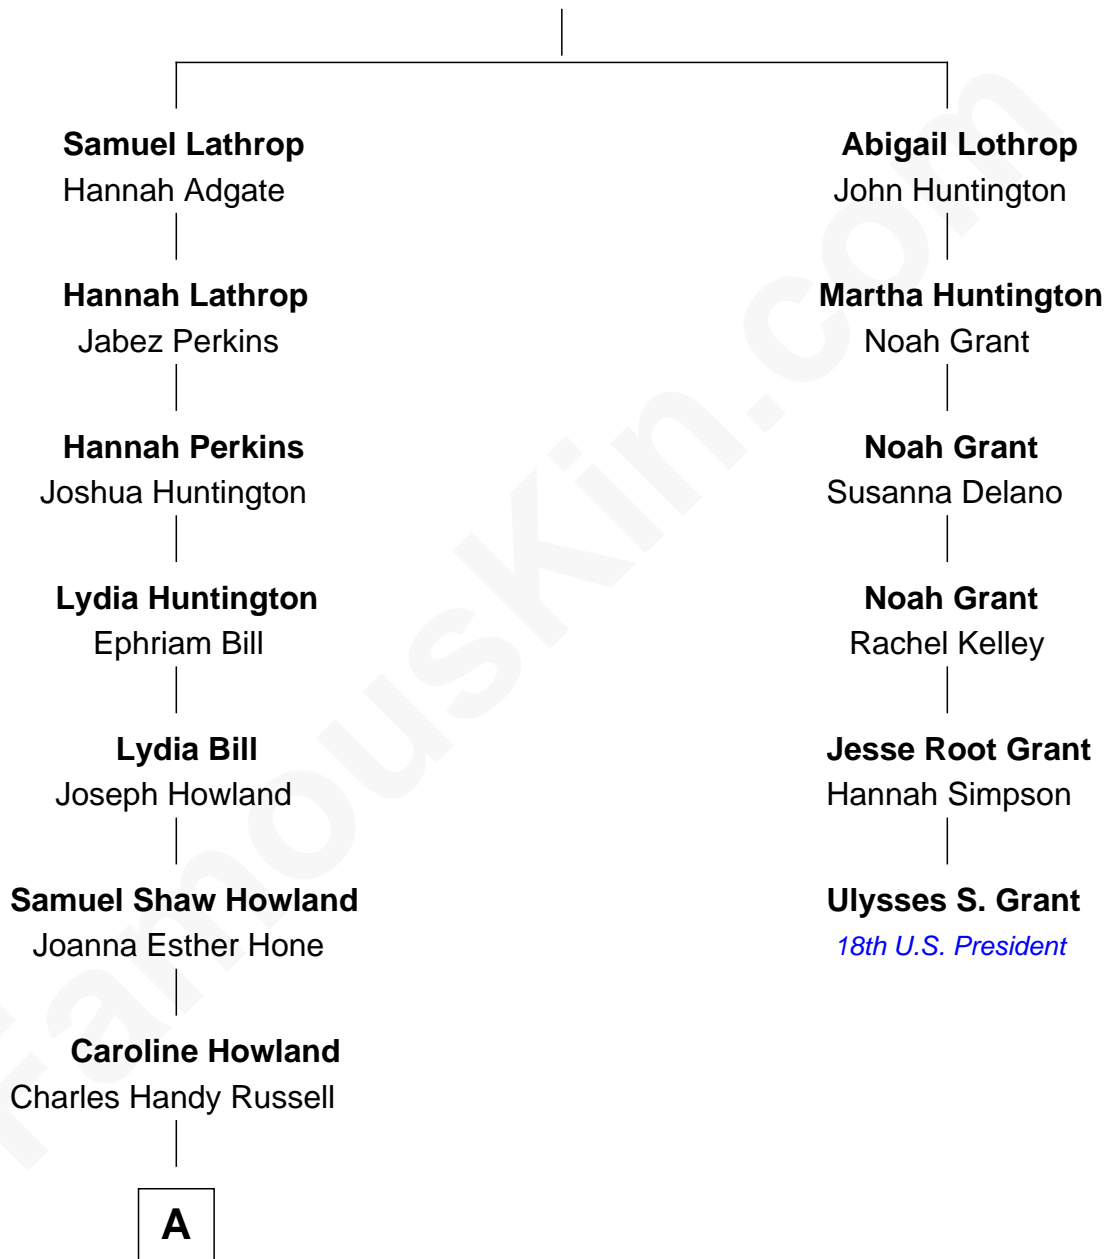 Samuel Lathrop
Hannah Adgate
Abigail Lothrop
John Huntington
Hannah Lathrop
Jabez Perkins
Martha Huntington
Noah Grant
Hannah Perkins
Joshua Huntington
Noah Grant
Susanna Delano
Lydia Huntington
Ephriam Bill
Noah Grant
Rachel Kelley
Lydia Bill
Joseph Howland
Jesse Root Grant
Hannah Simpson
Samuel Shaw Howland
Joanna Esther Hone
Ulysses S. Grant
18th U.S. President
Caroline Howland
Charles Handy Russell
A
FamousKin.com